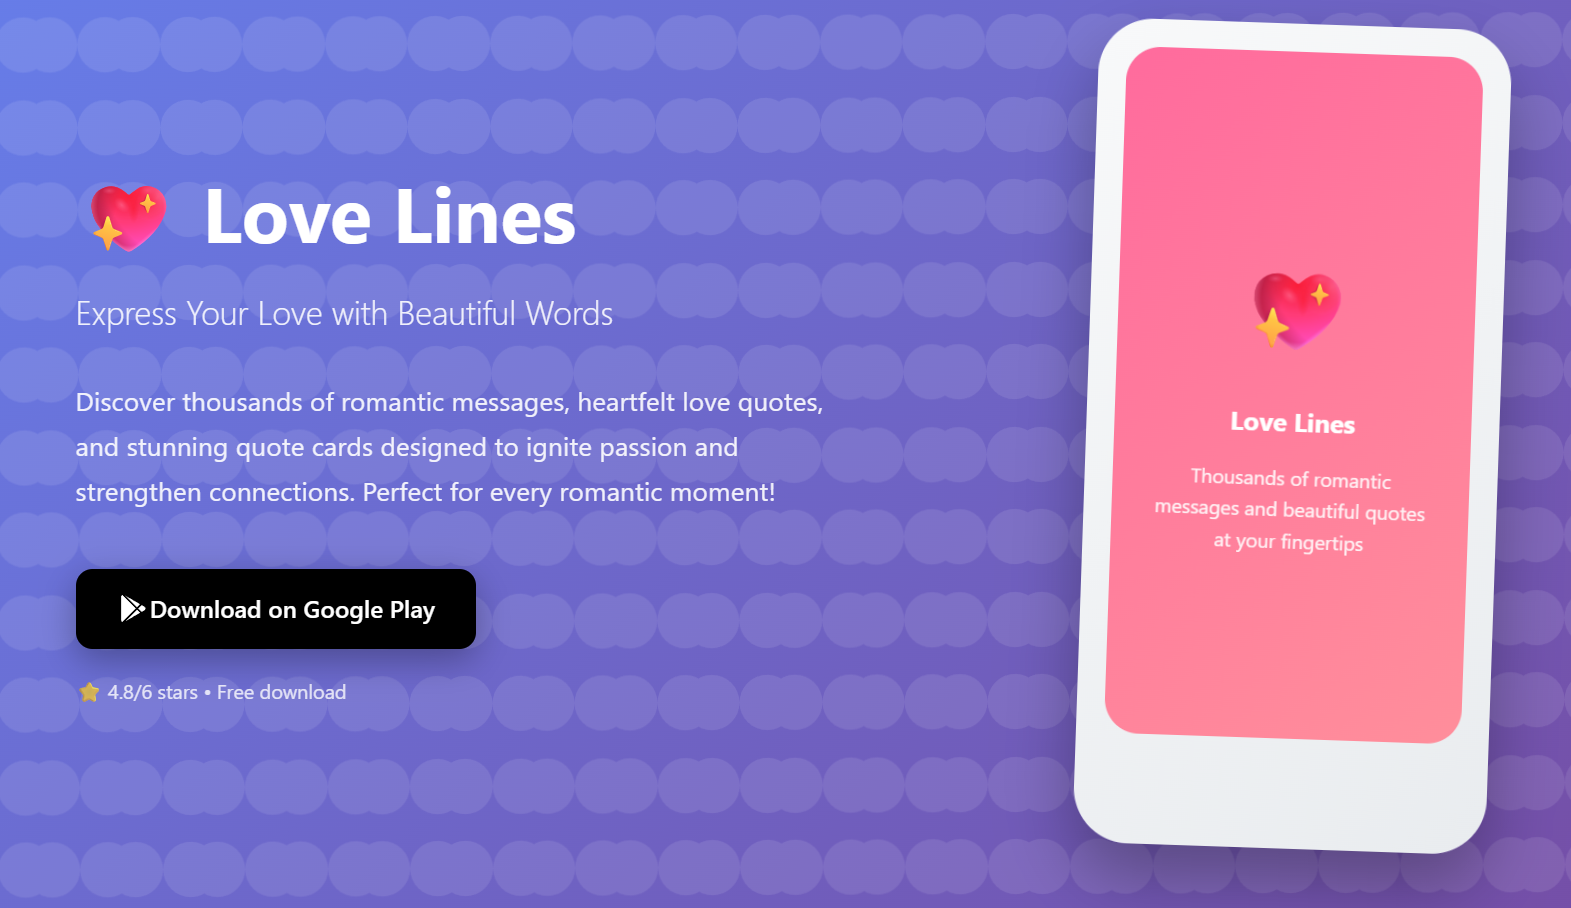 Love Lines
Express Your Love with Beautiful Words
Discover thousands of romantic messages, heartfelt love quotes,
and stunning quote cards designed to ignite passion and
strengthen connections. Perfect for every romantic moment!
Download on Google Play
4.8/6 stars • Free download
Love Lines
Thousands of romantic
messages and beautiful quotes
at your fingertips